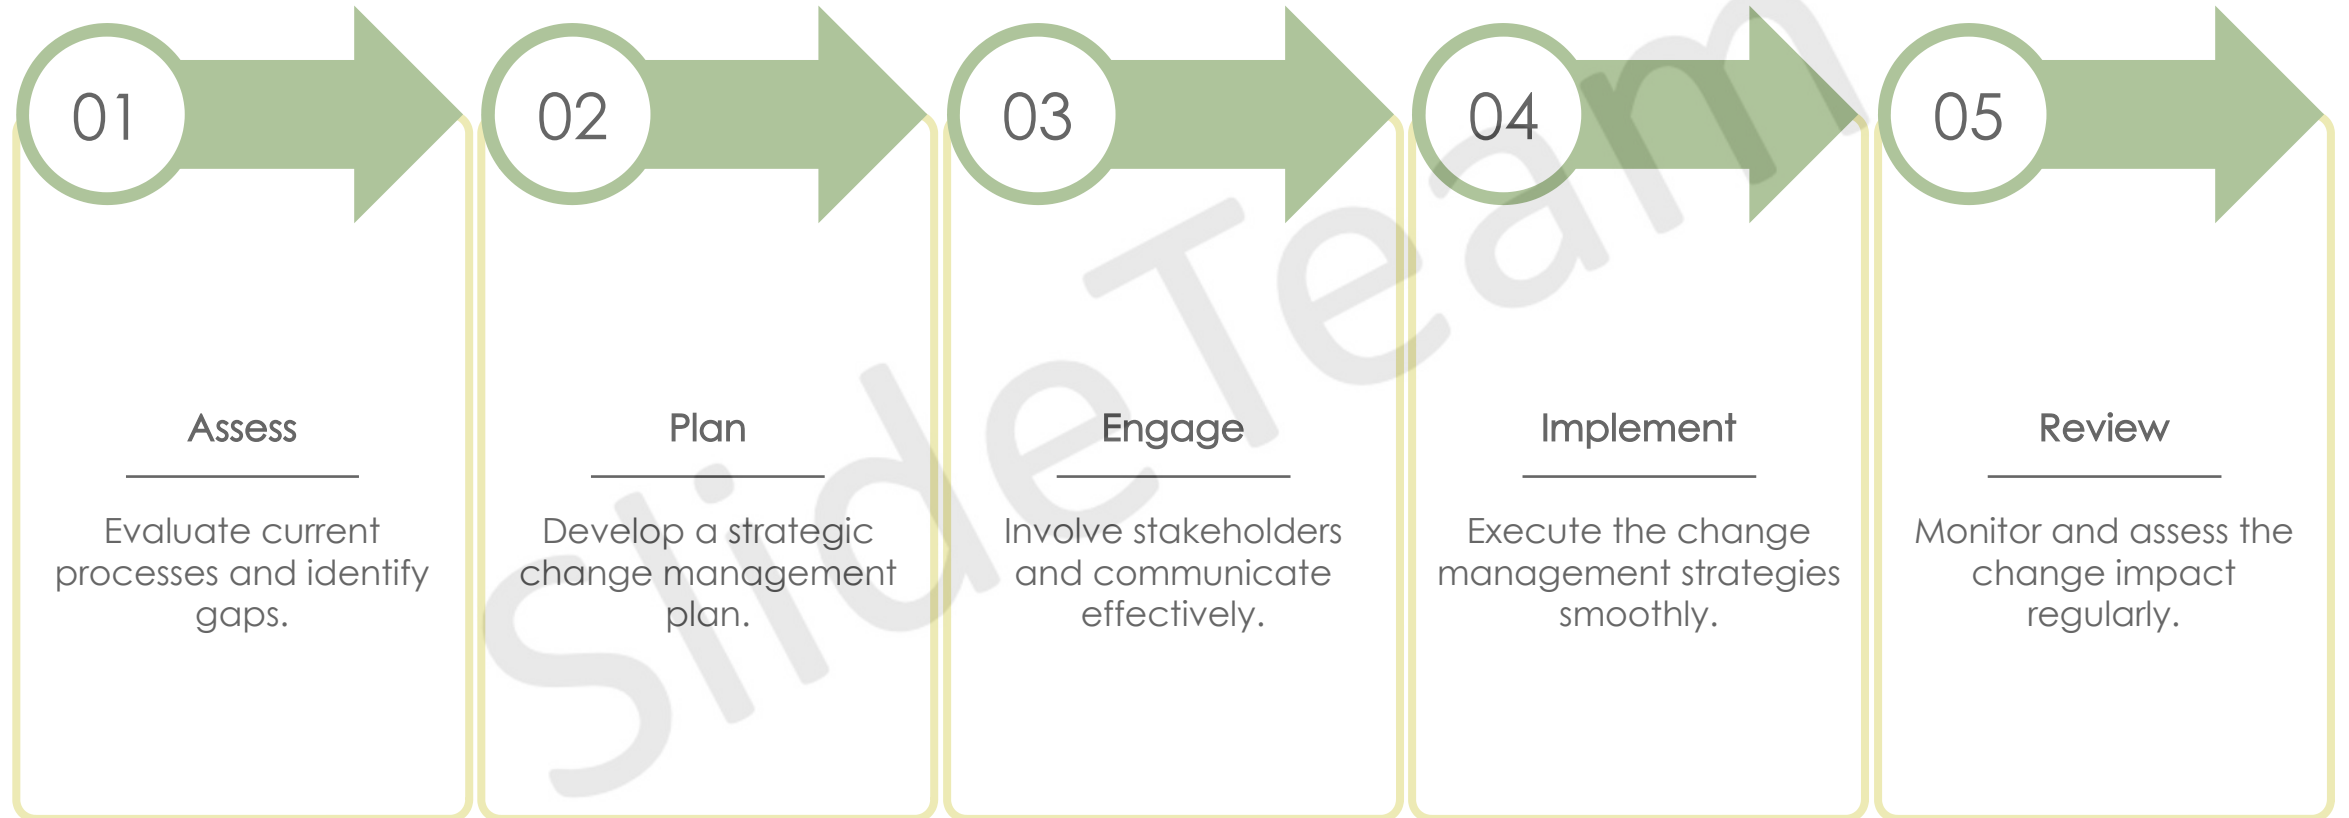 01
Assess
Evaluate current
processes and identify
gaps.
02
Plan
Develop a strategic
change management
plan.
03
Engage
Involve stakeholders
and communicate
effectively.
04
Implement
Execute the change
management strategies
smoothly.
05
Review
Monitor and assess the
change impact
regularly.
SlideTeam